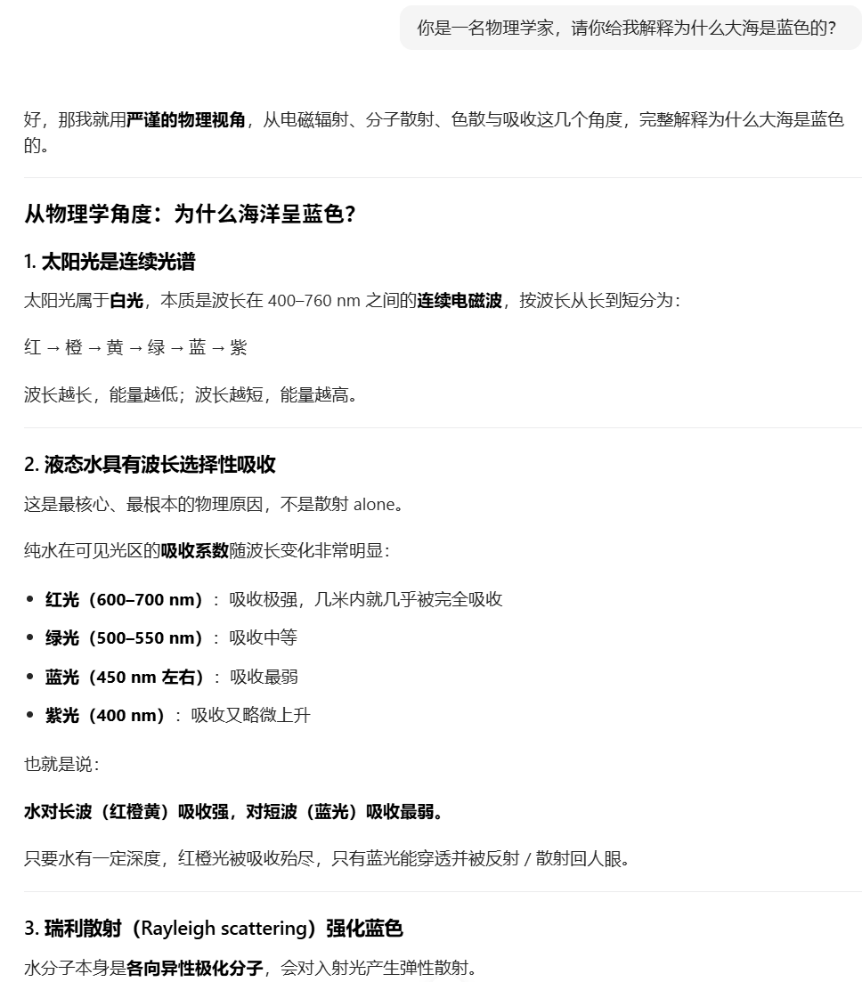 你是一名物理学家，请你给我解释为什么大海是蓝色的？
好，那我就用严谨的物理视角，从电磁辐射、分子散射、色散与吸收这几个角度，完整解释为什么大海是蓝色
的。
从物理学角度：为什么海洋呈蓝色？
1. 太阳光是连续光谱
太阳光属于白光，本质是波长在 400–760 nm 之间的连续电磁波，按波长从长到短分为：
红 → 橙 → 黄 → 绿 → 蓝 → 紫
波长越长，能量越低；波长越短，能量越高。
2. 液态水具有波长选择性吸收
这是最核心、最根本的物理原因，不是散射 alone。
纯水在可见光区的吸收系数随波长变化非常明显：
• 红光（600–700 nm）：吸收极强，几米内就几乎被完全吸收
• 绿光（500–550 nm）：吸收中等
• 蓝光（450 nm 左右）：吸收最弱
• 紫光（400 nm）：吸收又略微上升
也就是说：
水对长波（红橙黄）吸收强，对短波（蓝光）吸收最弱。
只要水有一定深度，红橙光被吸收殆尽，只有蓝光能穿透并被反射 / 散射回人眼。
3. 瑞利散射（Rayleigh scattering）强化蓝色
水分子本身是各向异性极化分子，会对入射光产生弹性散射。